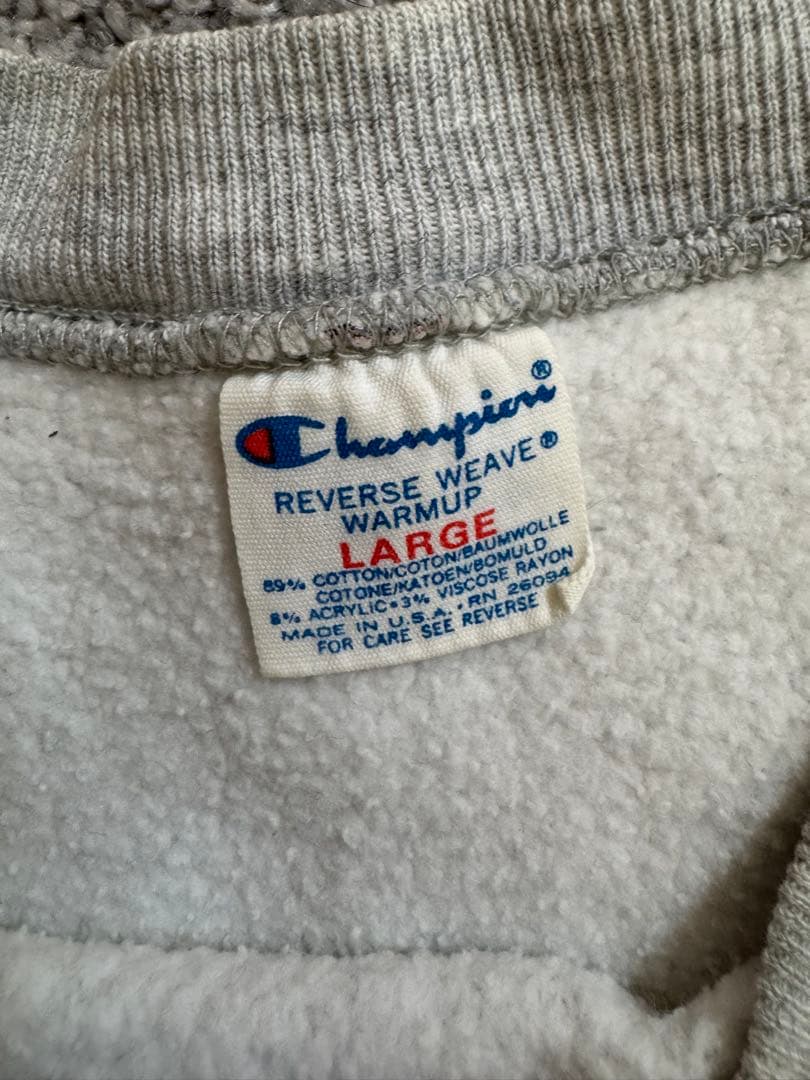 Champion®
REVERSE WEAVE®
WARMUP
LARGE
89% COTTON/COTON/BAUMWOLLE
COTONE/KATOEN/BOMULD
8% ACRYLIC•3% VISCOSE RAYON
MADE IN U.S.A. • RN 26094
FOR CARE SEE REVERSE